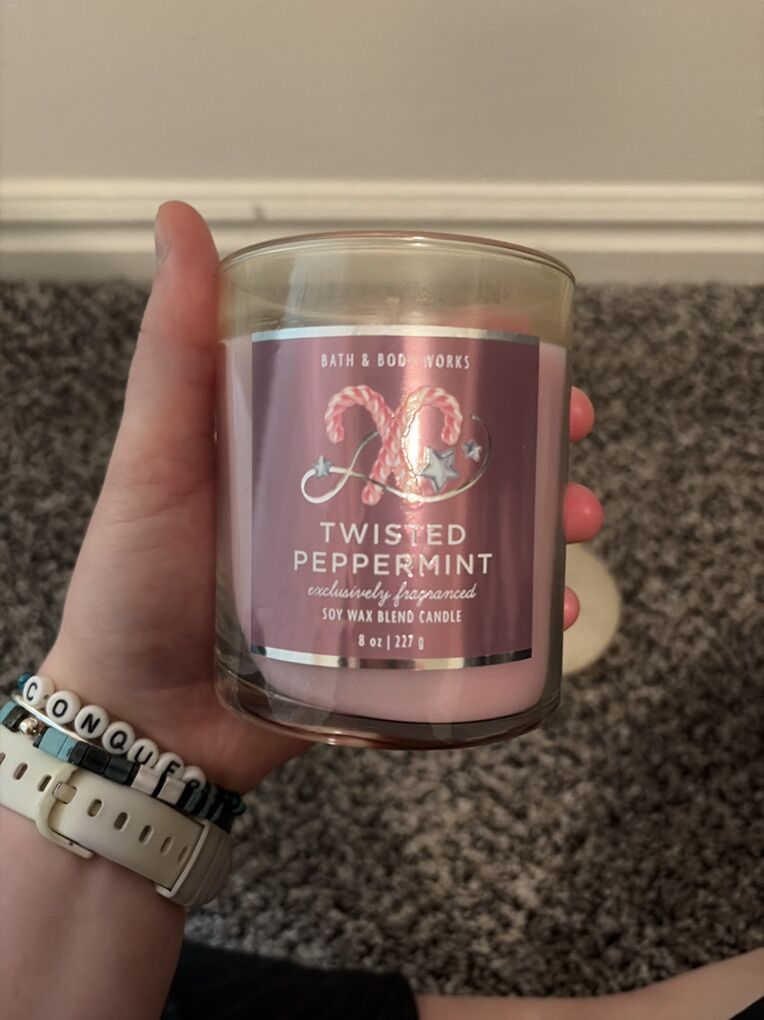 BATH & BODY WORKS
TWISTED
PEPPERMINT
exclusively fragranced
SOY WAX BLEND CANDLE
8 oz | 227 g
CONQUE